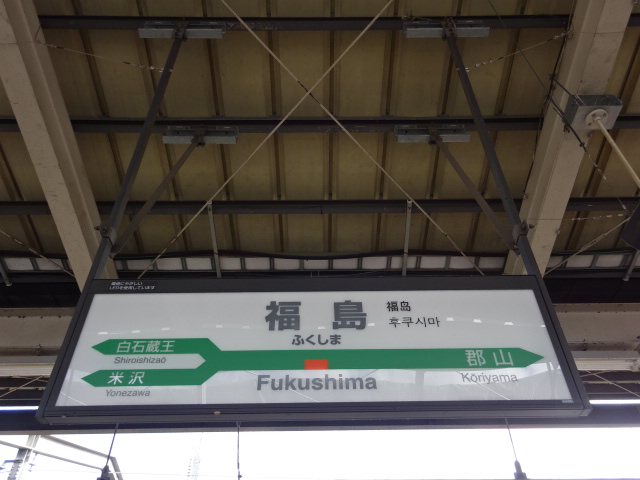 福島
福岛
후쿠시마
ふくしま
白石蔵王
Shiroishizaō
米沢
Yonezawa
郡山
Kōriyama
Fukushima